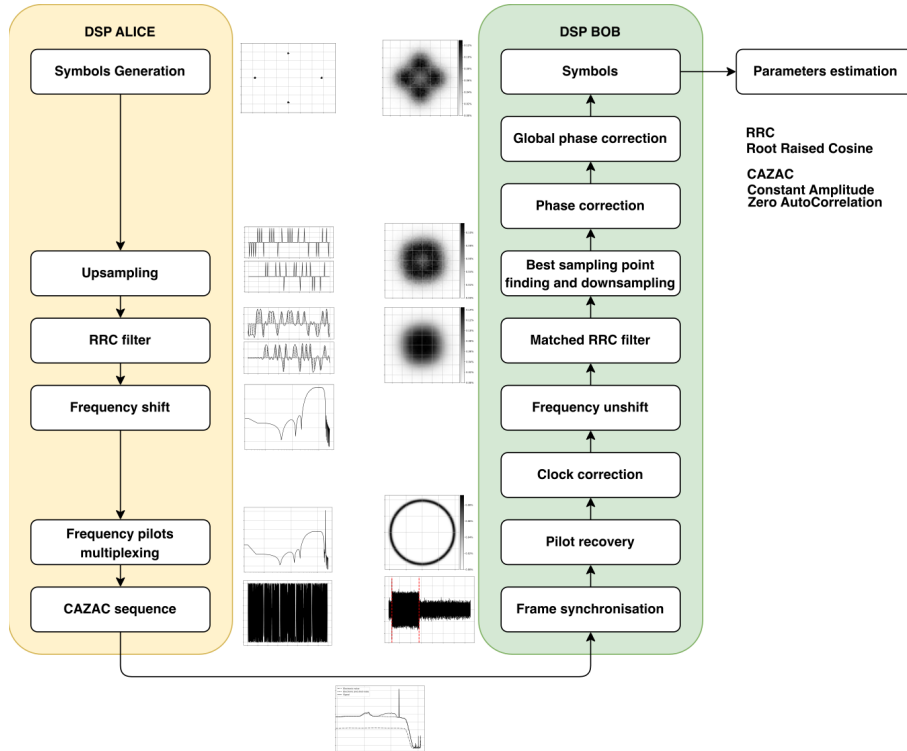 DSP ALICE
Symbols Generation
Upsampling
RRC filter
Frequency shift
Frequency pilots
multiplexing
CAZAC sequence
DSP BOB
Symbols
Global phase correction
Phase correction
Best sampling point
finding and downsampling
Matched RRC filter
Frequency unshift
Clock correction
Pilot recovery
Frame synchronisation
Parameters estimation
RRC
Root Raised Cosine
CAZAC
Constant Amplitude
Zero AutoCorrelation